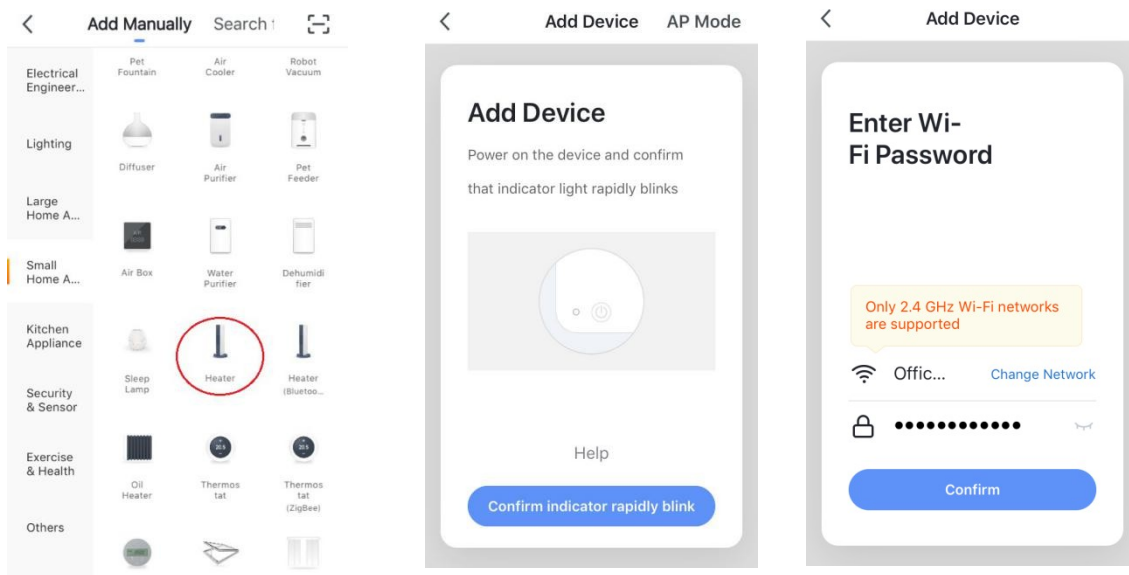 Add Manually Search
Electrical
Engineer...
Lighting
Large
Home A...
Small
Home A...
Kitchen
Appliance
Security
& Sensor
Exercise
& Health
Others
Pet
Fountain
Air
Cooler
Robot
Vacuum
Diffuser
Air
Purifier
Pet
Feeder
Air Box
Water
Purifier
Dehumidi
fier
Sleep
Lamp
Heater
Heater
(Bluetoo...
Oil
Heater
Thermos
tat
Thermos
tat
(ZigBee)
Add Device AP Mode
Add Device
Power on the device and confirm
that indicator light rapidly blinks
Help
Confirm indicator rapidly blink
Add Device
Enter Wi-
Fi Password
Only 2.4 GHz Wi-Fi networks
are supported
Offic... Change Network
••••••••••••
Confirm